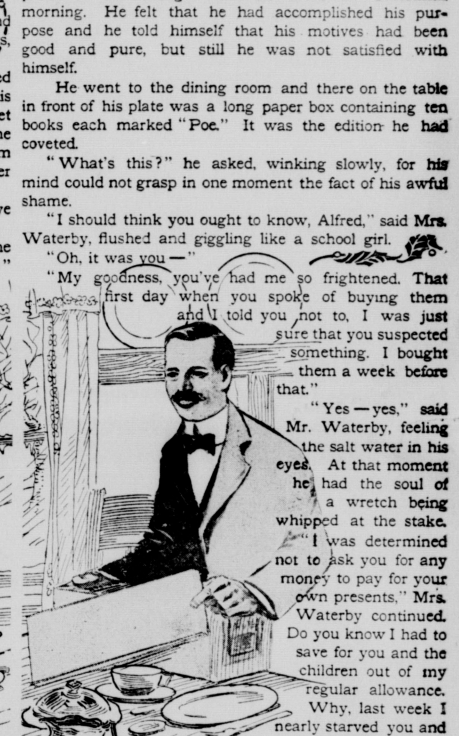 morning. He felt that he had accomplished his pur-
pose and he told himself that his motives had been
good and pure, but still he was not satisfied with
himself.
He went to the dining room and there on the table
in front of his plate was a long paper box containing ten
books each marked "Poe." It was the edition he had
coveted.
"What's this?" he asked, winking slowly, for his
mind could not grasp in one moment the fact of his awful
shame.
"I should think you ought to know, Alfred," said Mrs.
Waterby, flushed and giggling like a school girl.
"Oh, it was you —"
"My goodness, you've had me so frightened. That
first day when you spoke of buying them
and I told you not to, I was just
sure that you suspected
something. I bought
them a week before
that."
"Yes — yes," said
Mr. Waterby, feeling
the salt water in his
eyes. At that moment
he had the soul of
a wretch being
whipped at the stake.
"I was determined
not to ask you for any
money to pay for your
own presents," Mrs.
Waterby continued.
Do you know I had to
save for you and the
children out of my
regular allowance.
Why, last week I
nearly starved you and